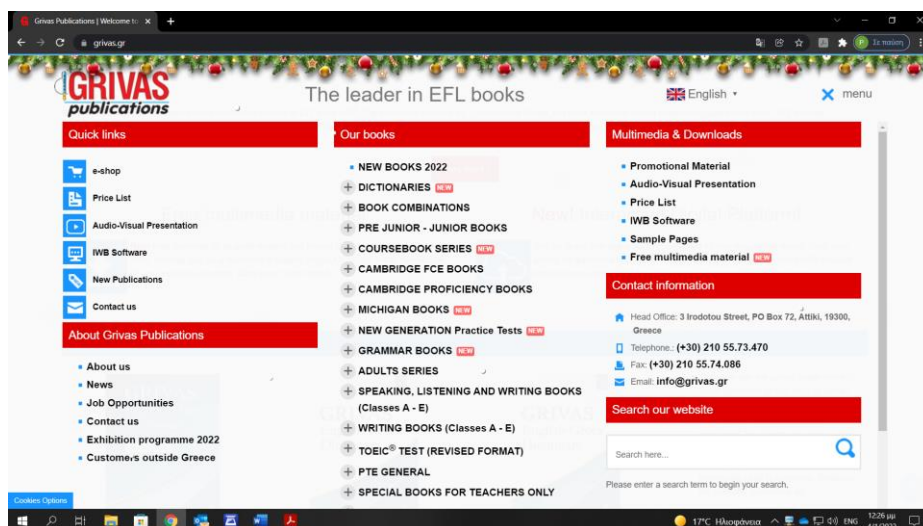 Grivas Publications | Welcome to
grivas.gr
Σε παύση
GRIVAS
publications
The leader in EFL books
English
menu
Quick links
e-shop
Price List
Audio-Visual Presentation
IWB Software
New Publications
Contact us
About Grivas Publications
About us
News
Job Opportunities
Contact us
Exhibition programme 2022
Customers outside Greece
Cookies Options
Our books
NEW BOOKS 2022
DICTIONARIES NEW
BOOK COMBINATIONS
PRE JUNIOR - JUNIOR BOOKS
COURSEBOOK SERIES NEW
CAMBRIDGE FCE BOOKS
CAMBRIDGE PROFICIENCY BOOKS
MICHIGAN BOOKS NEW
NEW GENERATION Practice Tests NEW
GRAMMAR BOOKS NEW
ADULTS SERIES
SPEAKING, LISTENING AND WRITING BOOKS
(Classes A - E)
WRITING BOOKS (Classes A - E)
TOEIC® TEST (REVISED FORMAT)
PTE GENERAL
SPECIAL BOOKS FOR TEACHERS ONLY
Multimedia & Downloads
Promotional Material
Audio-Visual Presentation
Price List
IWB Software
Sample Pages
Free multimedia material NEW
Contact information
Head Office: 3 Irodotou Street, PO Box 72, Attiki, 19300,
Greece
Telephone.: (+30) 210 55.73.470
Fax: (+30) 210 55.74.086
Email: info@grivas.gr
Search our website
Search here...
Please enter a search term to begin your search.
17°C Ηλιοφάνεια
ENG
12:26 μμ